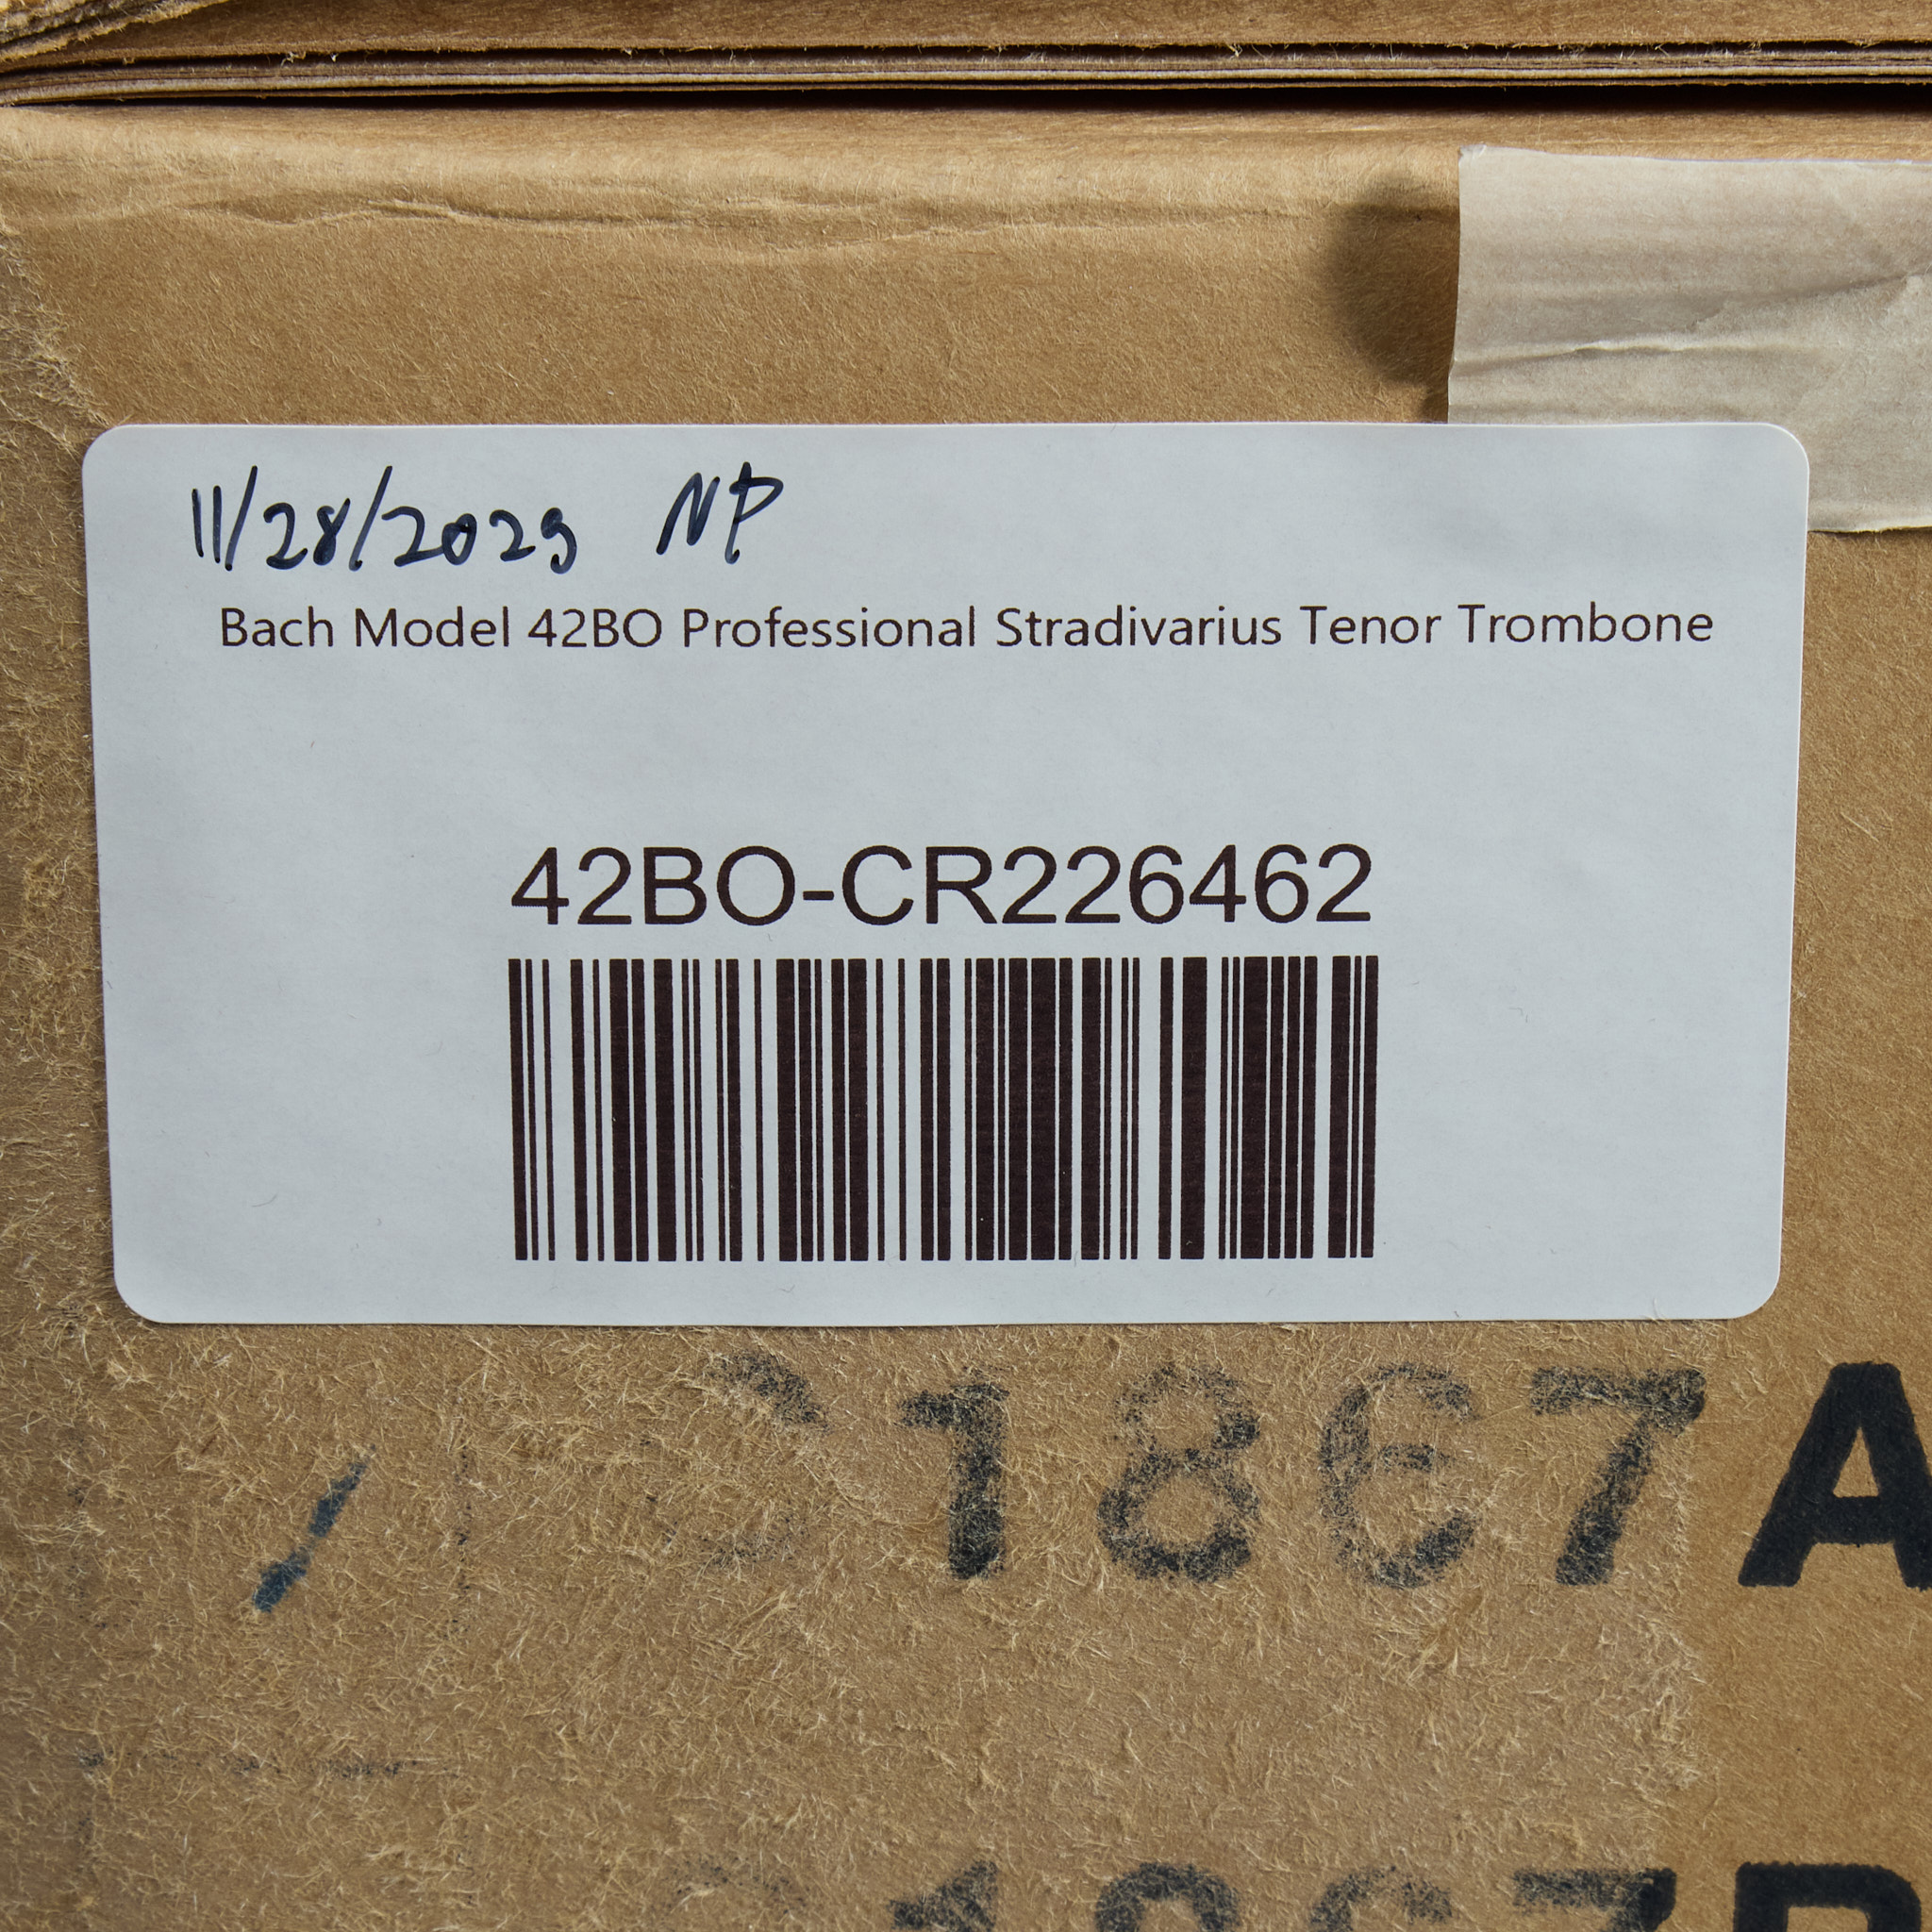 11/28/2023 NP
Bach Model 42BO Professional Stradivarius Tenor Trombone
42BO-CR226462
1867A